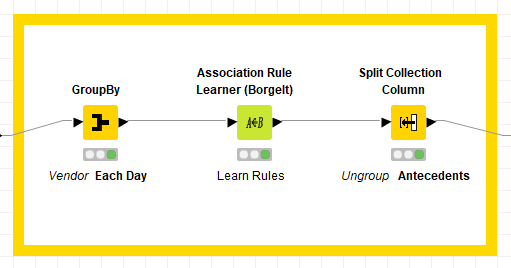 GroupBy
Association Rule
Learner (Borgelt)
Split Collection
Column
A B
Vendor Each Day
Learn Rules
Ungroup Antecedents